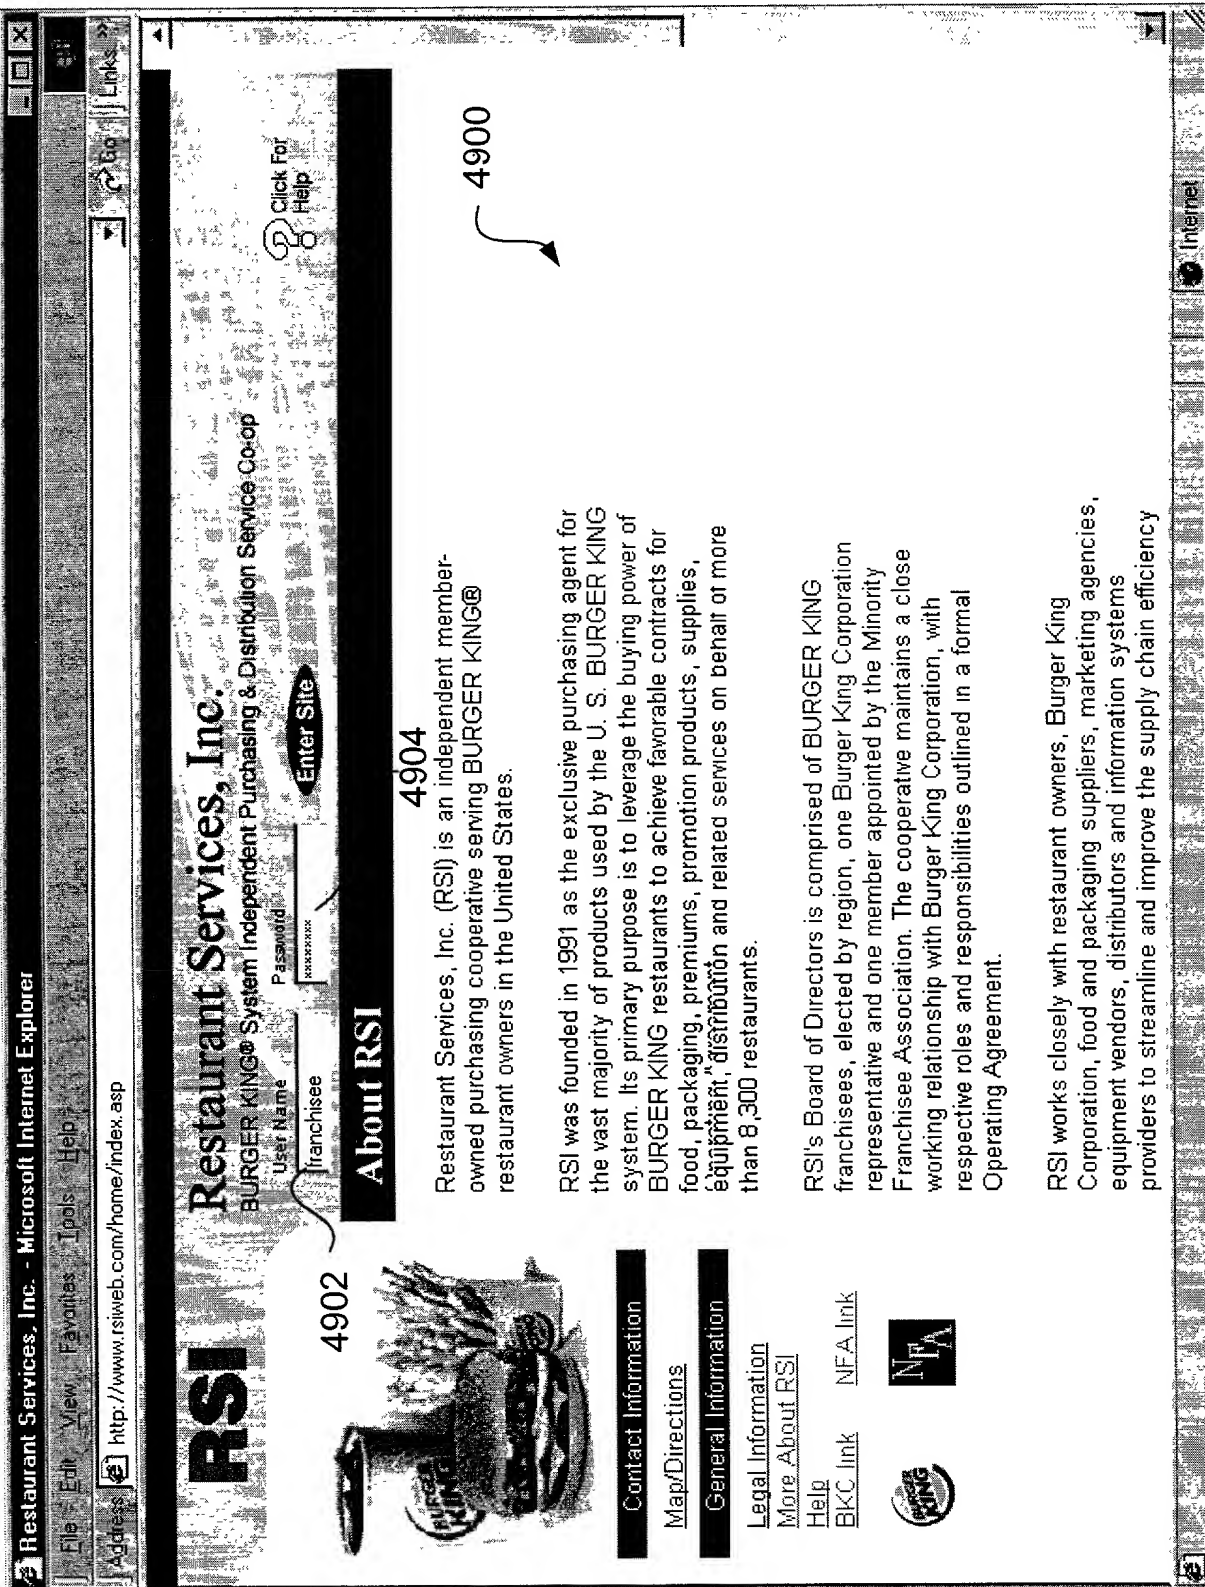 Restaurant Services, Inc. - Microsoft Internet Explorer
File Edit View Favorites Tools Help
Address http://www.rsiweb.com/home/index.asp Go Links »
RSI
Restaurant Services, Inc.
BURGER KING® System Independent Purchasing & Distribution Service Co-op
User Name
Password
franchisee
xxxxxxxx
Enter Site
Click For
Help
4902
About RSI
4904
4900
BURGER
KING
Contact Information
Map/Directions
General Information
Legal Information
More About RSI
Help
BKC link
NFA link
BURGER
KING
NFA
Restaurant Services, Inc. (RSI) is an independent member-
owned purchasing cooperative serving BURGER KING®
restaurant owners in the United States.
RSI was founded in 1991 as the exclusive purchasing agent for
the vast majority of products used by the U. S. BURGER KING
system. Its primary purpose is to leverage the buying power of
BURGER KING restaurants to achieve favorable contracts for
food, packaging, premiums, promotion products, supplies,
equipment, distribution and related services on behalf of more
than 8,300 restaurants.
RSI's Board of Directors is comprised of BURGER KING
franchisees, elected by region, one Burger King Corporation
representative and one member appointed by the Minority
Franchisee Association. The cooperative maintains a close
working relationship with Burger King Corporation, with
respective roles and responsibilities outlined in a formal
Operating Agreement.
RSI works closely with restaurant owners, Burger King
Corporation, food and packaging suppliers, marketing agencies,
equipment vendors, distributors and information systems
providers to streamline and improve the supply chain efficiency
Internet